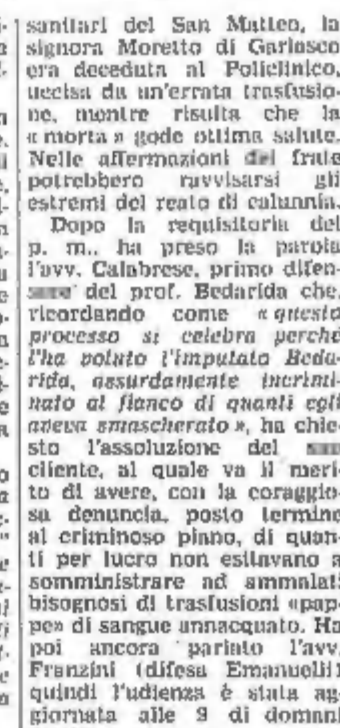 sanitari del San Matteo, la
signora Moretto di Garlasco
era deceduta al Policlinico,
uccisa da un'errata trasfusio-
ne, mentre risulta che la
« morta » gode ottima salute.
Nelle affermazioni del frate
potrebbero ravvisarsi gli
estremi del reato di calunnia.
Dopo la requisitoria del
p. m., ha preso la parola
l'avv. Calabrese, primo difen-
sore del prof. Bedarida che,
ricordando come « questo
processo si celebra perché
l'ha voluto l'imputato Beda-
rida, assurdamente incrimi-
nato al fianco di quanti egli
aveva smascherato », ha chie-
sto l'assoluzione del
cliente, al quale va il meri-
to di avere, con la coraggio-
sa denuncia, posto termine
al criminoso piano, di quan-
ti per lucro non esitavano a
somministrare ad ammalati
bisognosi di trasfusioni «pap-
pe» di sangue annacquato. Ha
poi ancora parlato l'avv.
Franzini (difesa Emanuelli)
quindi l'udienza è stata ag-
giornata alle 9 di domani